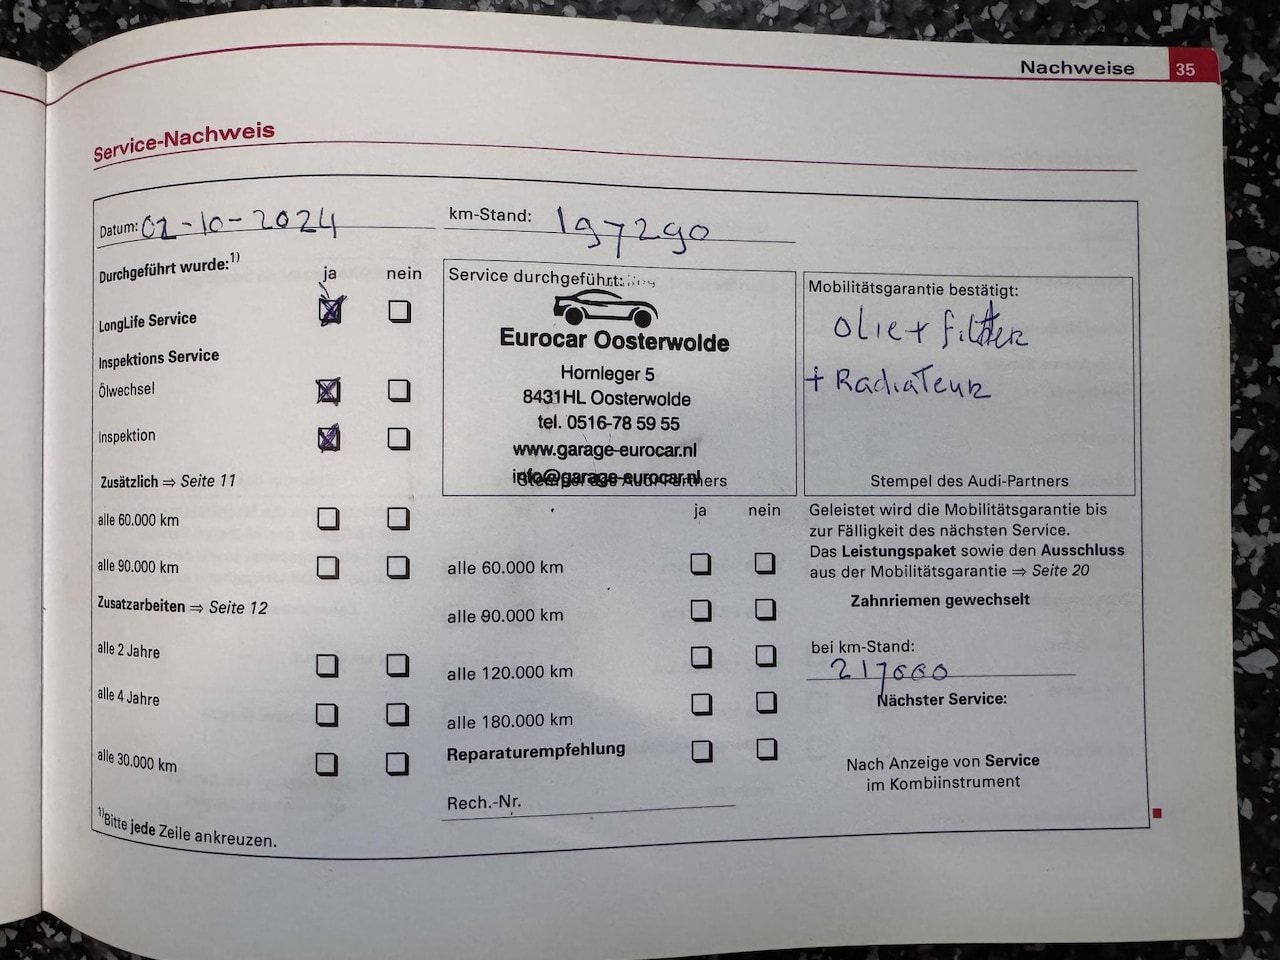 Nachweise 35
Service-Nachweis
Datum: 02-10-2024
km-Stand: 197290
Durchgeführt wurde:1) ja nein
LongLife Service
Inspektions Service
Ölwechsel
Inspektion
Zusätzlich ⇒ Seite 11
alle 60.000 km
alle 90.000 km
Zusatzarbeiten ⇒ Seite 12
alle 2 Jahre
alle 4 Jahre
alle 30.000 km
1)Bitte jede Zeile ankreuzen.
Service durchgeführt:
Eurocar Oosterwolde
Hornleger 5
8431HL Oosterwolde
tel. 0516-78 59 55
www.garage-eurocar.nl
info@garage-eurocar.nl
Stempel des Audi-Partners
ja nein
alle 60.000 km
alle 90.000 km
alle 120.000 km
alle 180.000 km
Reparaturempfehlung
Rech.-Nr.
Mobilitätsgarantie bestätigt:
olie + filter
+ Radiateur
Stempel des Audi-Partners
Geleistet wird die Mobilitätsgarantie bis
zur Fälligkeit des nächsten Service.
Das Leistungspaket sowie den Ausschluss
aus der Mobilitätsgarantie ⇒ Seite 20
Zahnriemen gewechselt
bei km-Stand:
217000
Nächster Service:
Nach Anzeige von Service
im Kombiinstrument